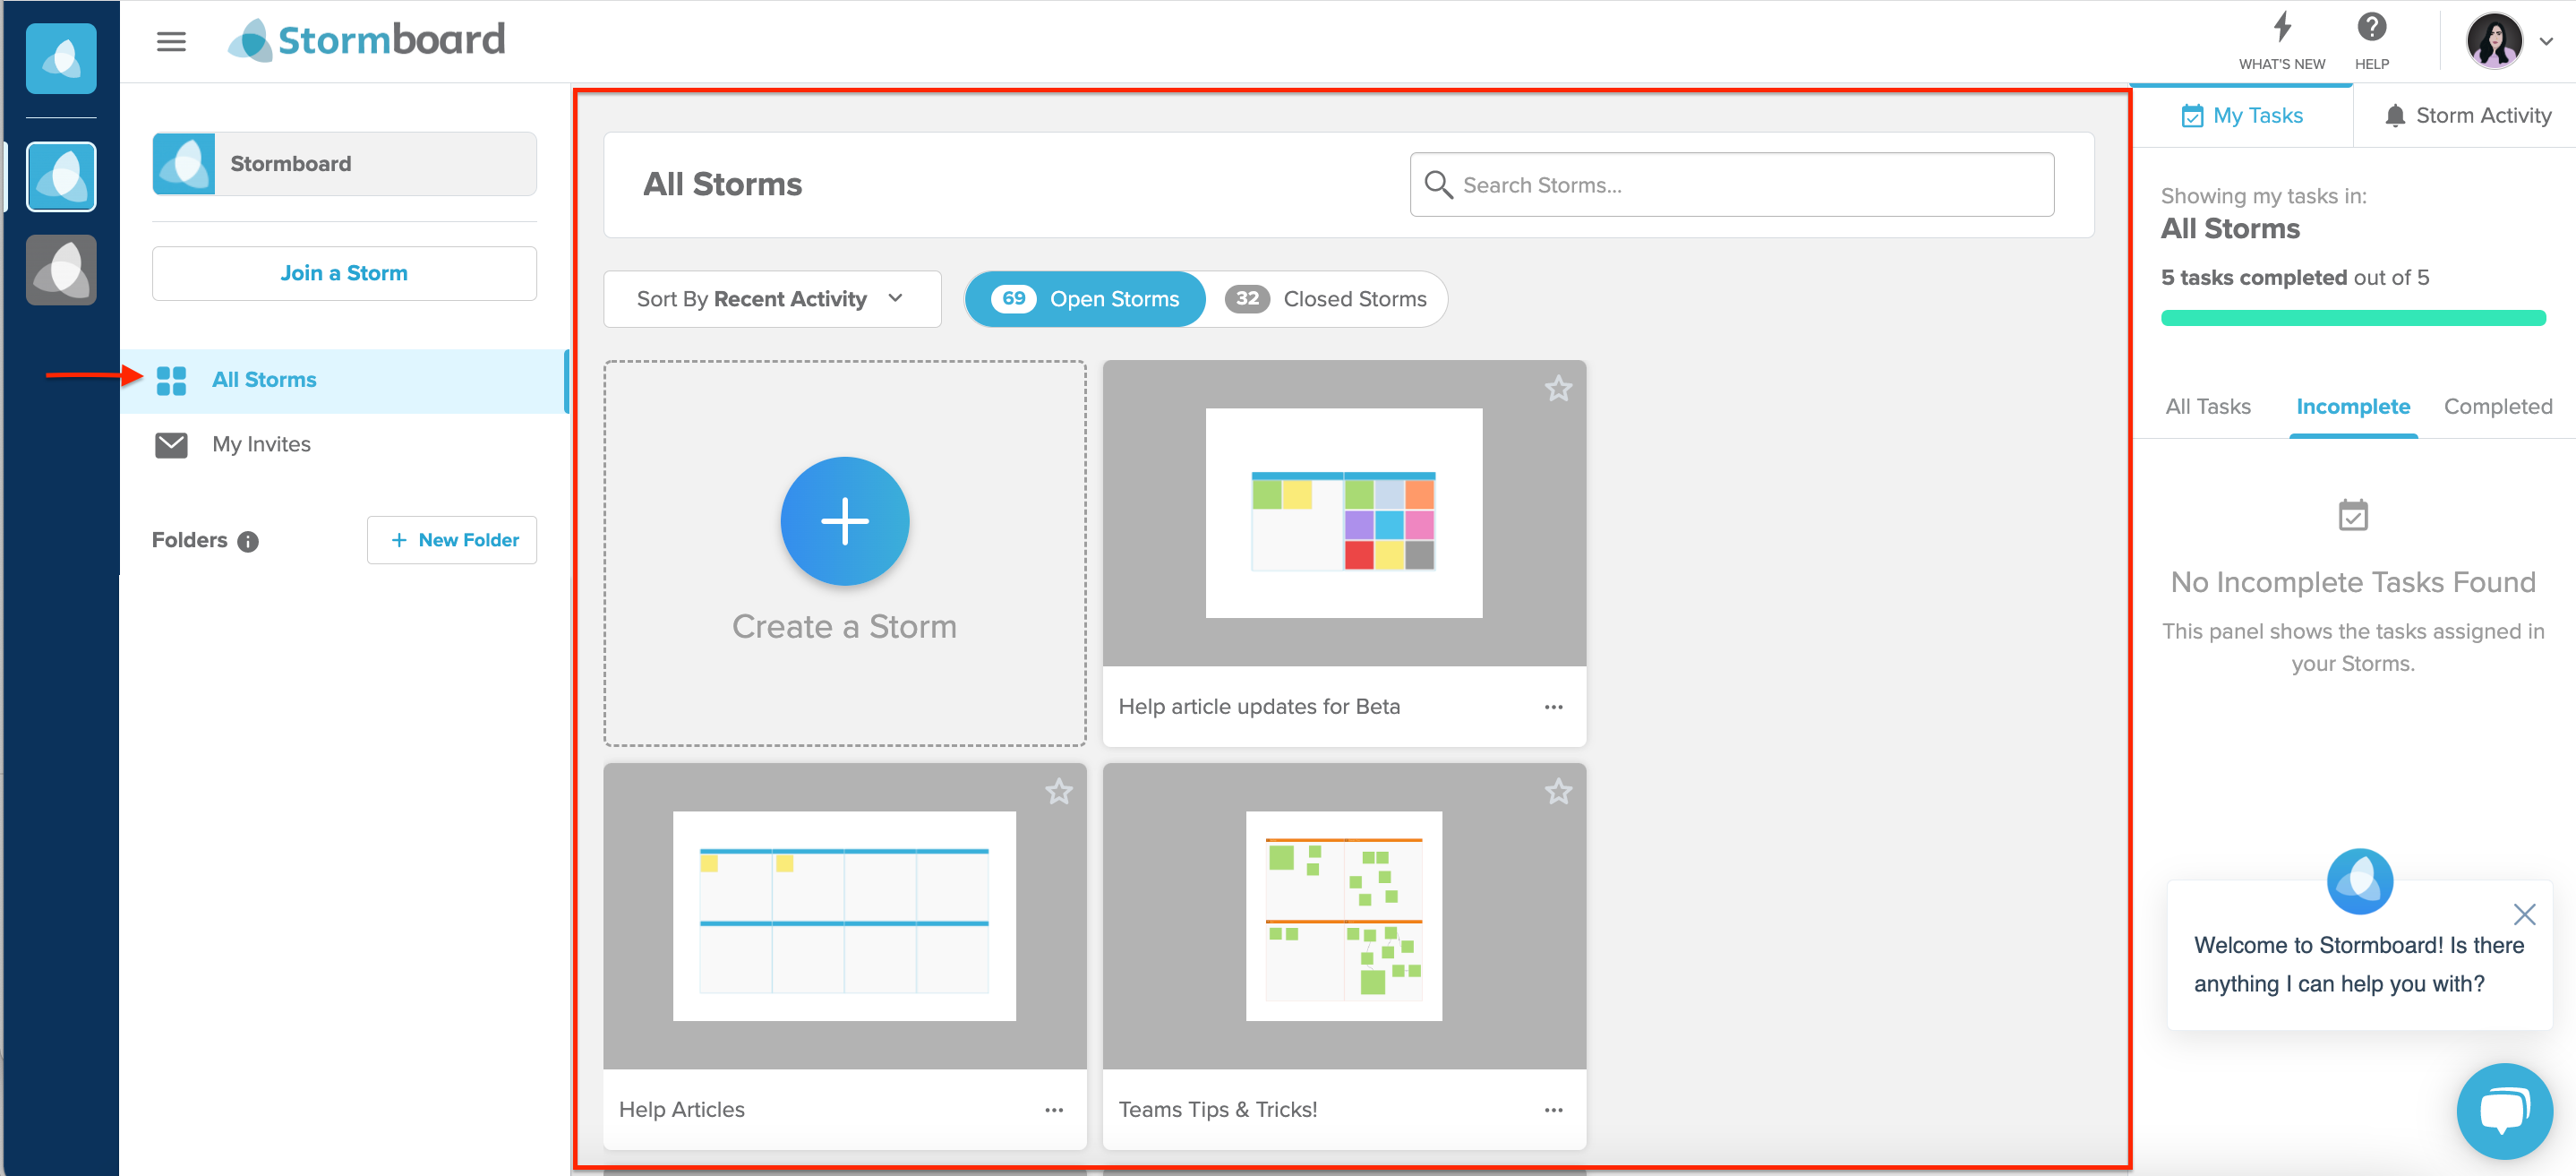 Stormboard
WHAT'S NEW
HELP
Stormboard
Join a Storm
All Storms
My Invites
Folders
+ New Folder
All Storms
Search Storms...
Sort By Recent Activity
69 Open Storms
32 Closed Storms
Create a Storm
Help article updates for Beta
Help Articles
Teams Tips & Tricks!
My Tasks
Storm Activity
Showing my tasks in:
All Storms
5 tasks completed out of 5
All Tasks
Incomplete
Completed
No Incomplete Tasks Found
This panel shows the tasks assigned in
your Storms.
Welcome to Stormboard! Is there
anything I can help you with?